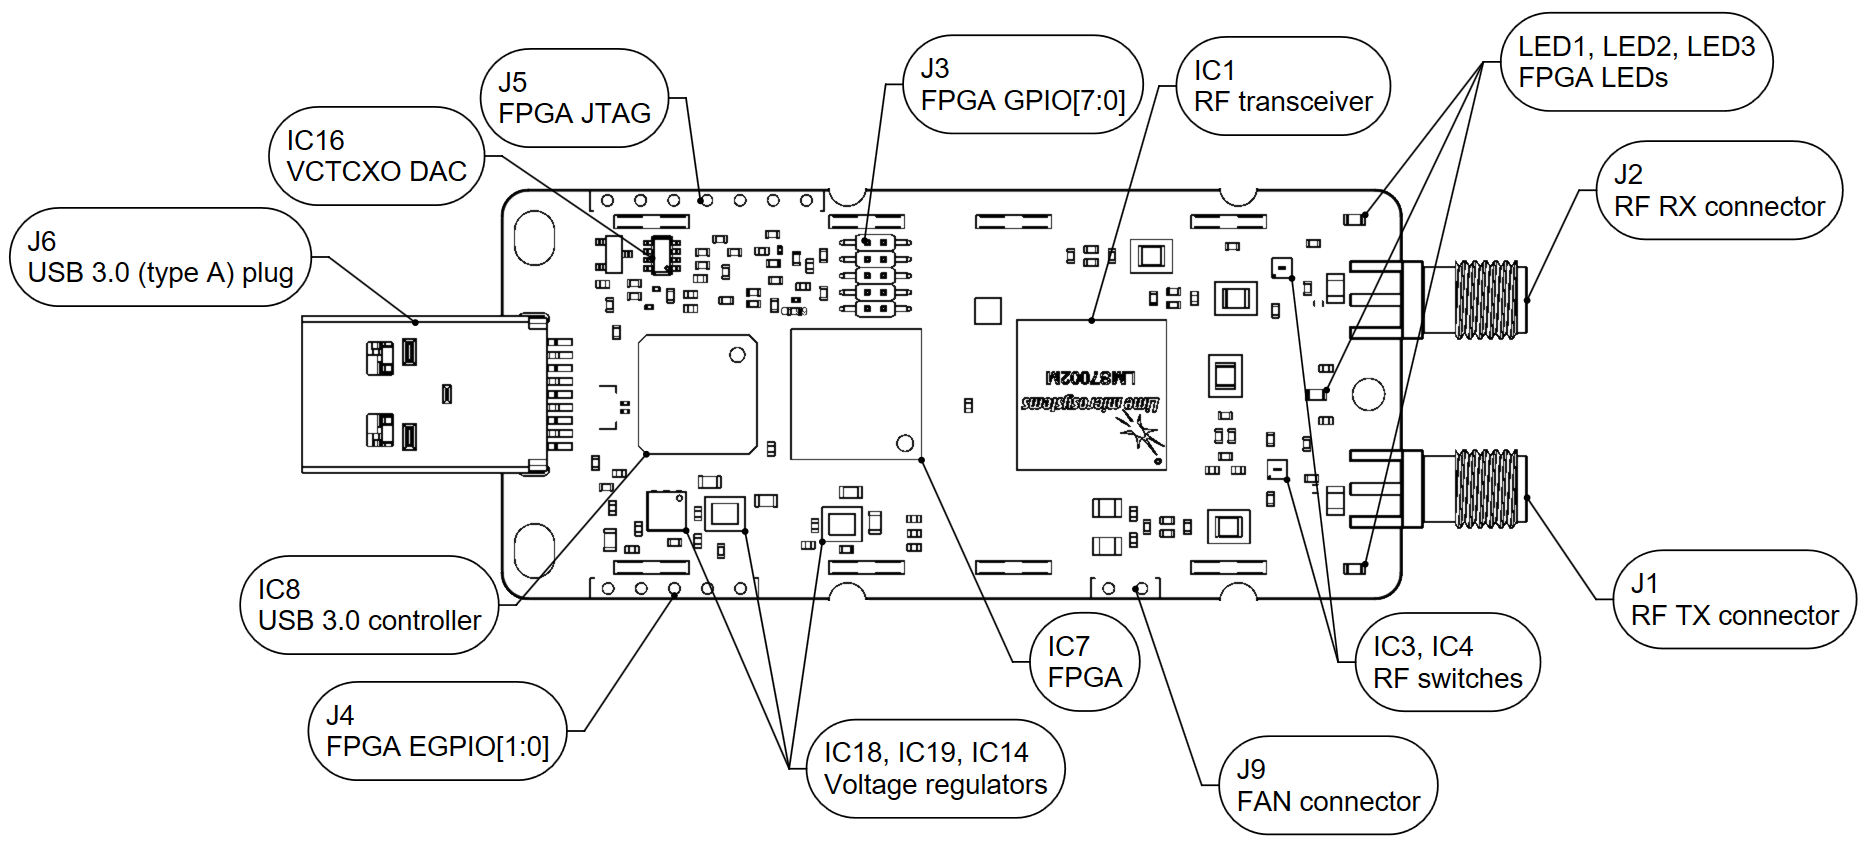 LED1, LED2, LED3
FPGA LEDs
J3
FPGA GPIO[7:0]
IC1
RF transceiver
J5
FPGA JTAG
IC16
VCTCXO DAC
J2
RF RX connector
J6
USB 3.0 (type A) plug
LMS7002M
Lime microsystems
IC8
USB 3.0 controller
J1
RF TX connector
IC7
FPGA
IC3, IC4
RF switches
J4
FPGA EGPIO[1:0]
IC18, IC19, IC14
Voltage regulators
J9
FAN connector